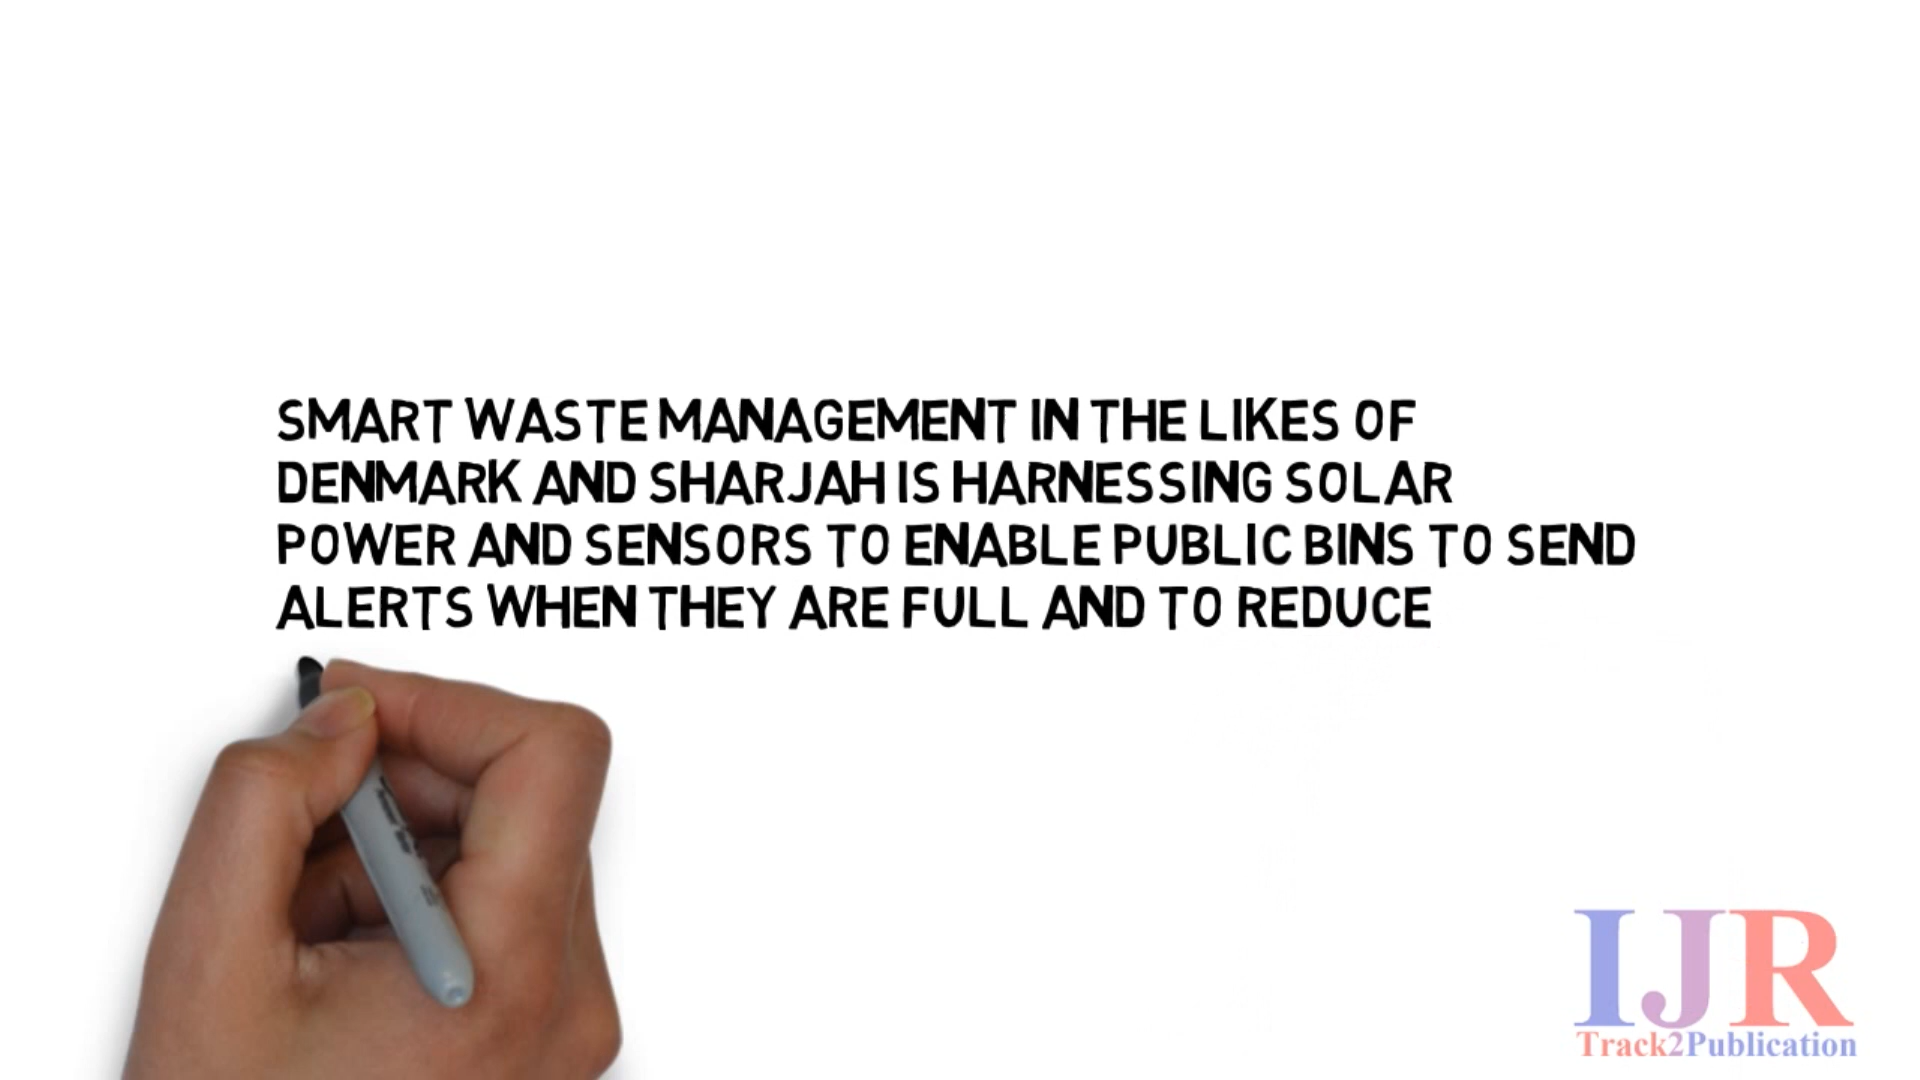 SMART WASTE MANAGEMENT IN THE LIKES OF
DENMARK AND SHARJAH IS HARNESSING SOLAR
POWER AND SENSORS TO ENABLE PUBLIC BINS TO SEND
ALERTS WHEN THEY ARE FULL AND TO REDUCE
IJR
Track2Publication